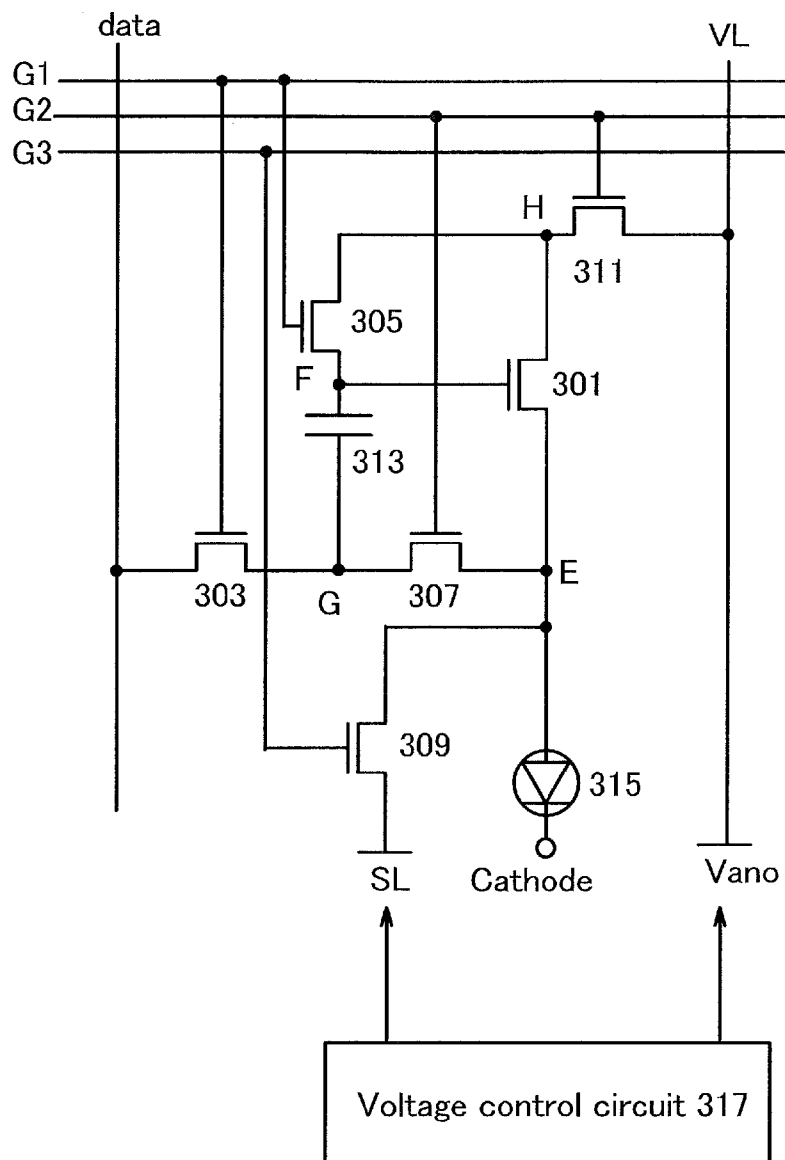 data
VL
G1
G2
G3
H
311
305
F
301
313
303
G
307
E
309
315
SL
Cathode
Vano
Voltage control circuit 317